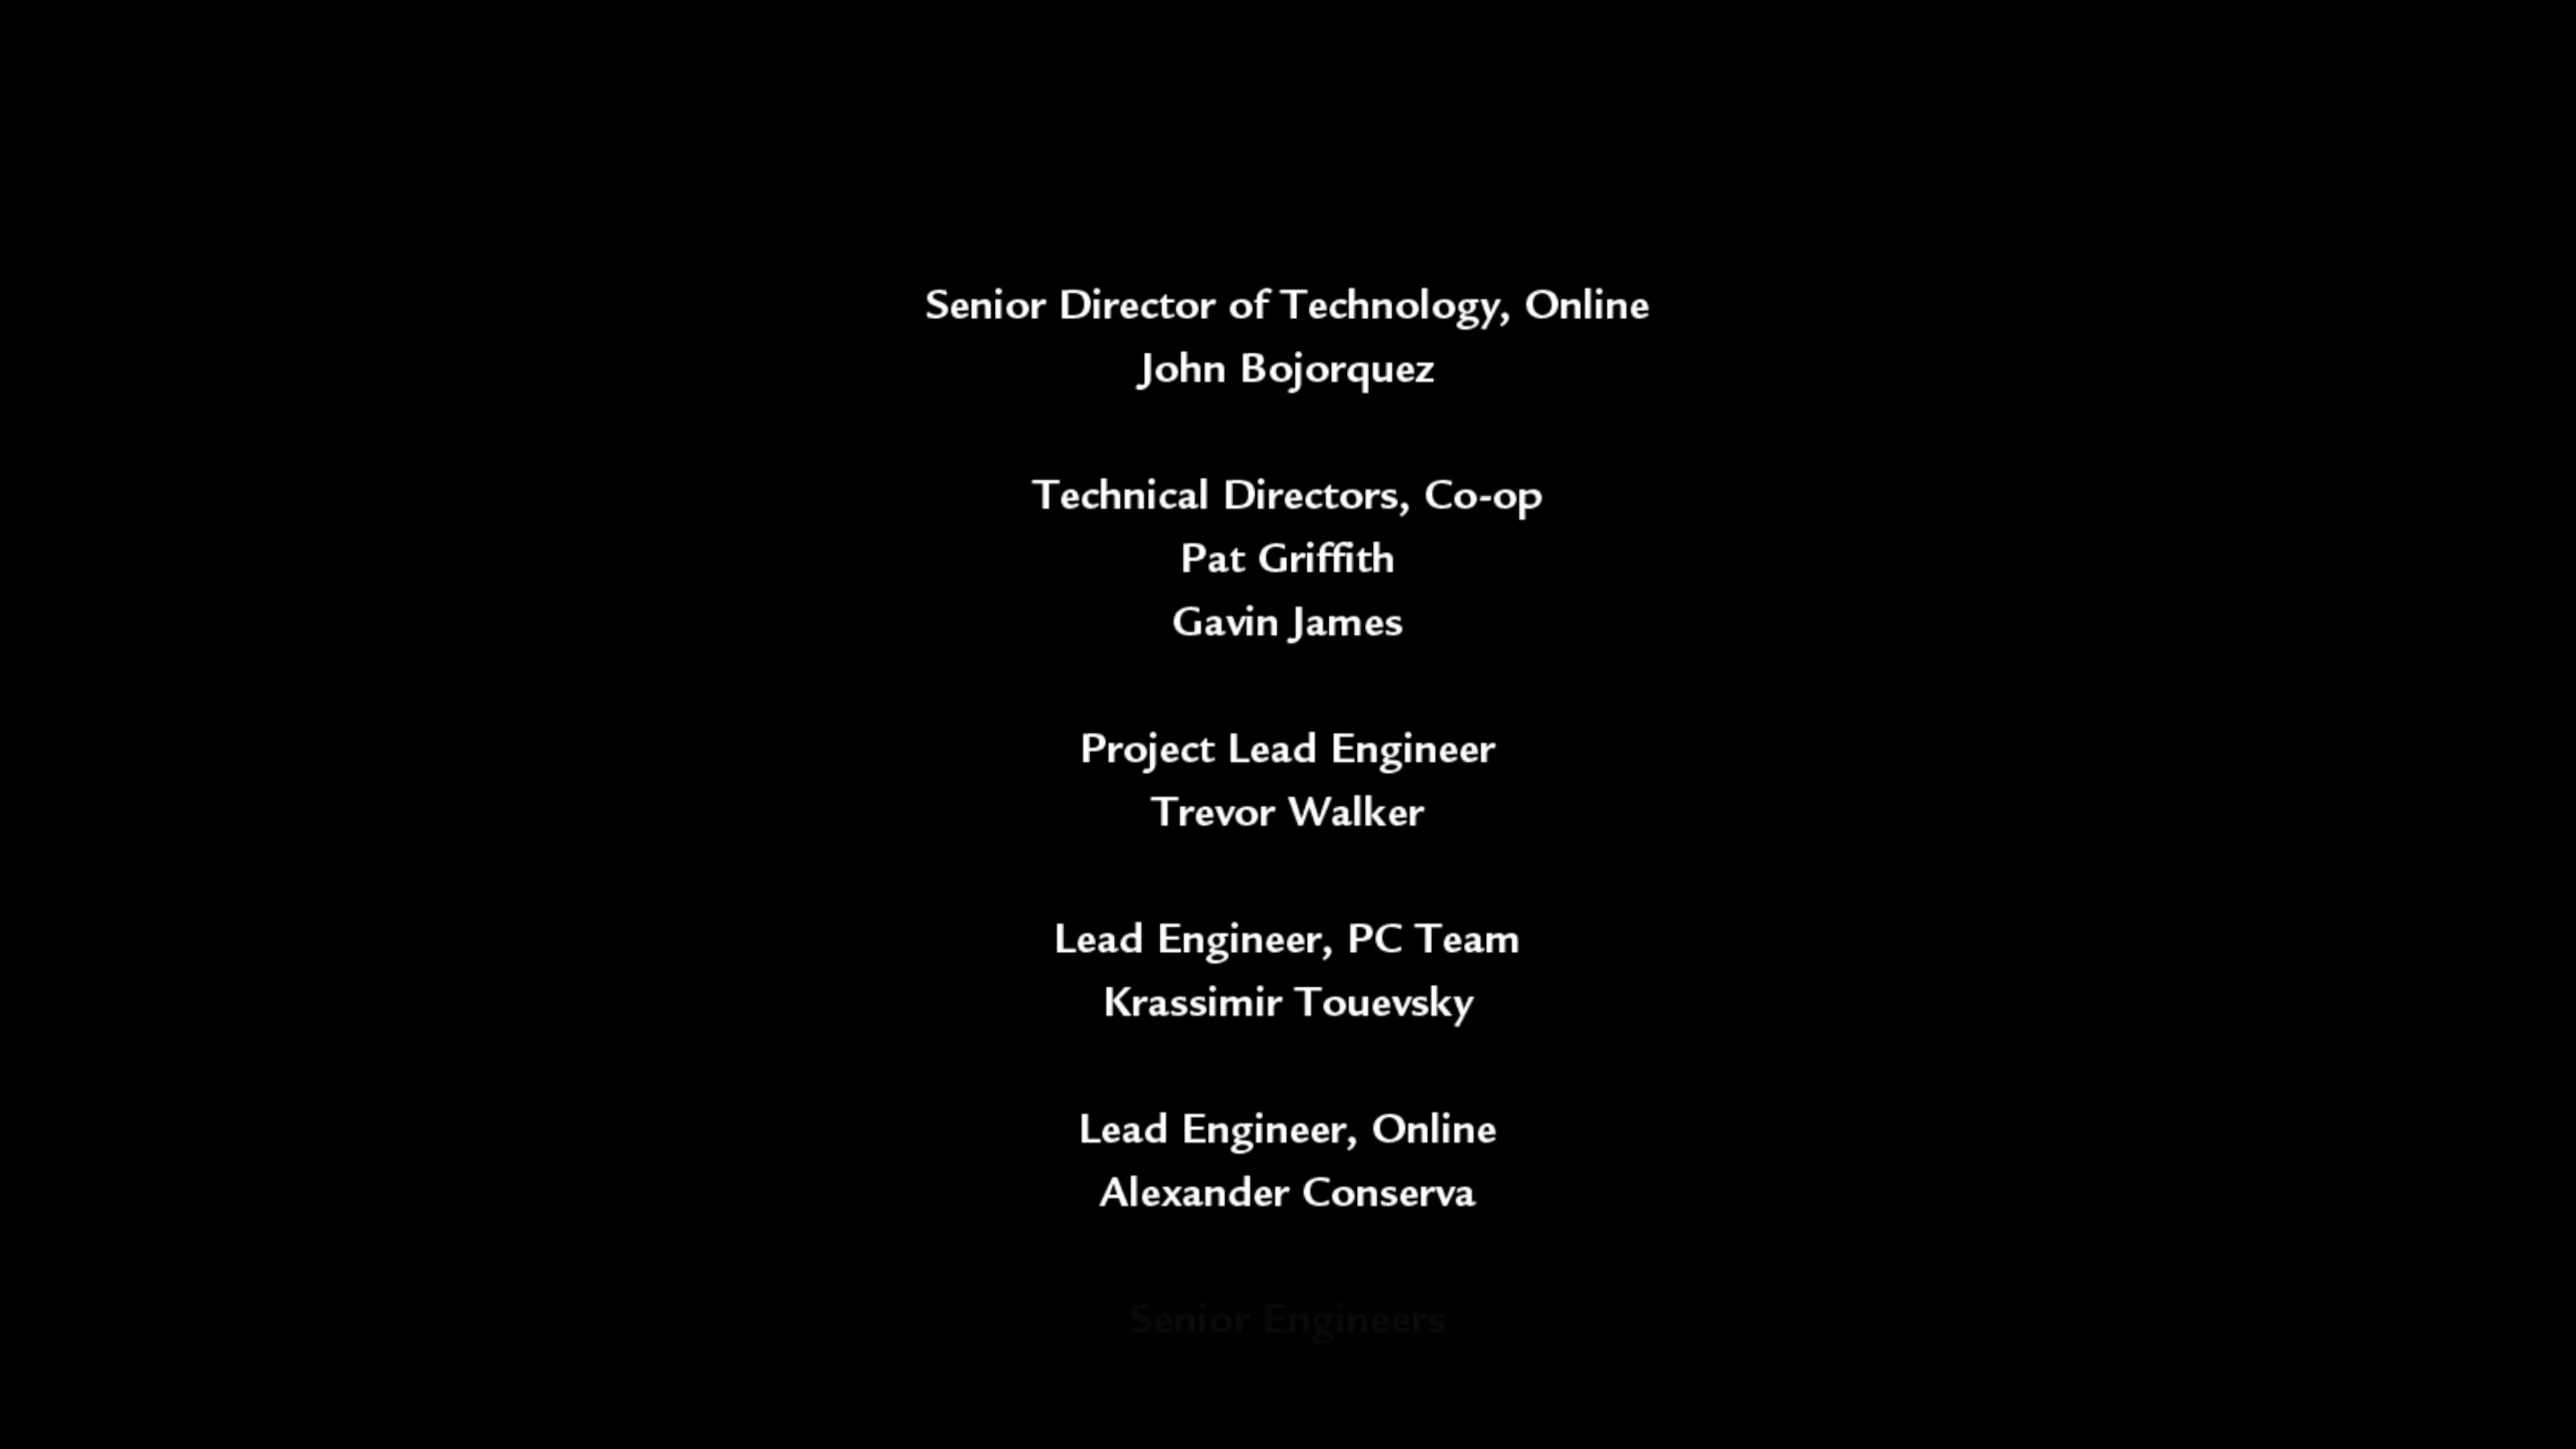 Senior Director of Technology, Online
John Bojorquez
Technical Directors, Co-op
Pat Griffith
Gavin James
Project Lead Engineer
Trevor Walker
Lead Engineer, PC Team
Krassimir Touevsky
Lead Engineer, Online
Alexander Conserva
Senior Engineers